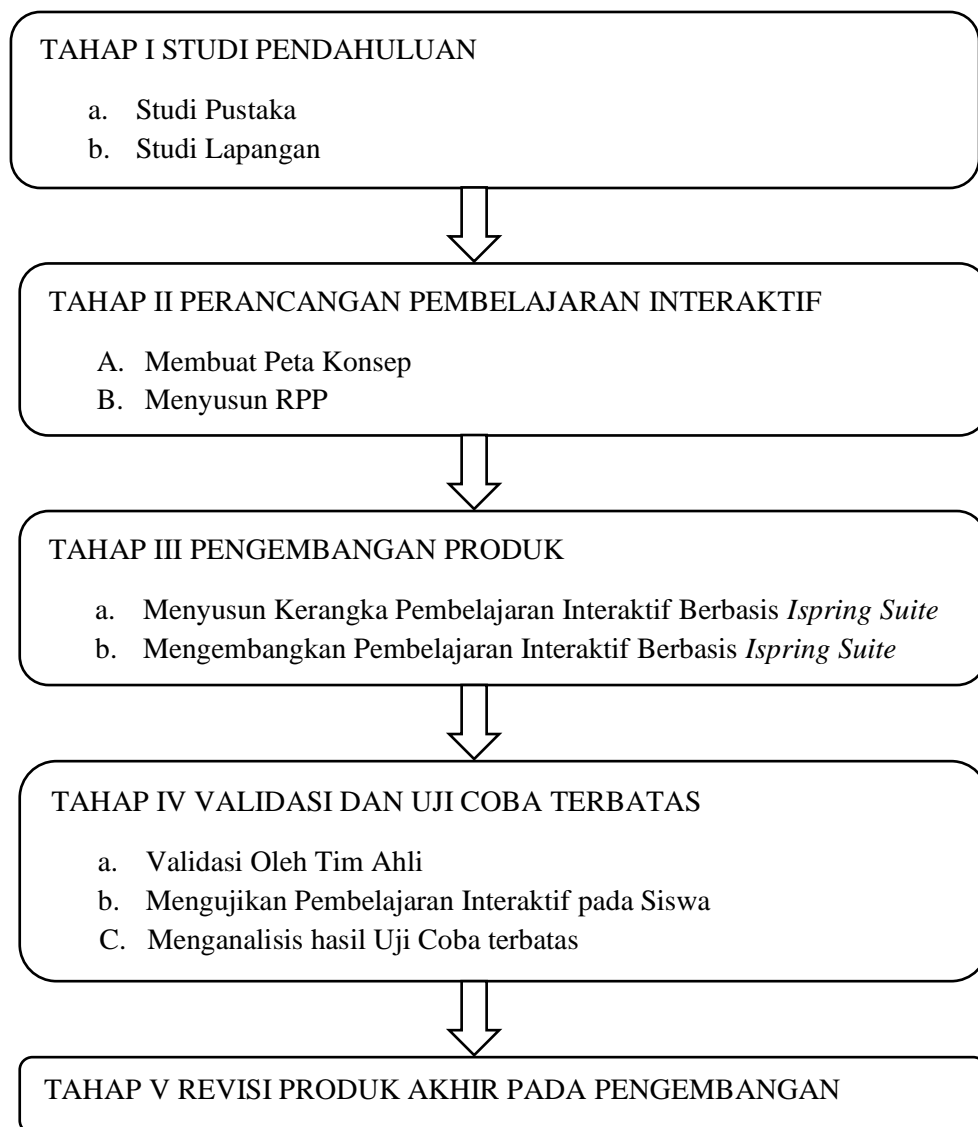 TAHAP I STUDI PENDAHULUAN
a. Studi Pustaka
b. Studi Lapangan
TAHAP II PERANCANGAN PEMBELAJARAN INTERAKTIF
A. Membuat Peta Konsep
B. Menyusun RPP
TAHAP III PENGEMBANGAN PRODUK
a. Menyusun Kerangka Pembelajaran Interaktif Berbasis Ispring Suite
b. Mengembangkan Pembelajaran Interaktif Berbasis Ispring Suite
TAHAP IV VALIDASI DAN UJI COBA TERBATAS
a. Validasi Oleh Tim Ahli
b. Mengujikan Pembelajaran Interaktif pada Siswa
C. Menganalisis hasil Uji Coba terbatas
TAHAP V REVISI PRODUK AKHIR PADA PENGEMBANGAN